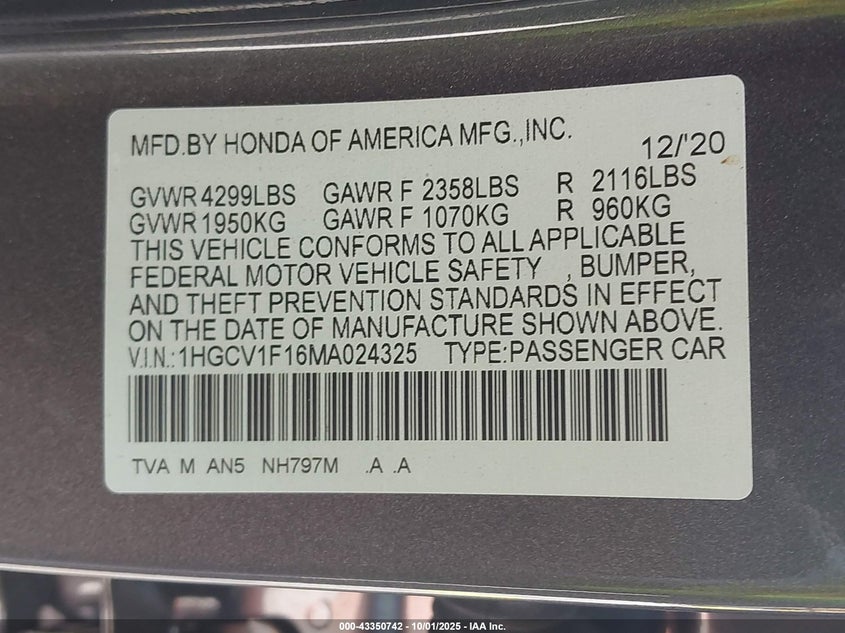 MFD.BY HONDA OF AMERICA MFG.,INC.
12/'20
GVWR 4299LBS GAWR F 2358LBS R 2116LBS
GVWR 1950KG GAWR F 1070KG R 960KG
THIS VEHICLE CONFORMS TO ALL APPLICABLE
FEDERAL MOTOR VEHICLE SAFETY , BUMPER,
AND THEFT PREVENTION STANDARDS IN EFFECT
ON THE DATE OF MANUFACTURE SHOWN ABOVE.
V.I.N.:1HGCV1F16MA024325 TYPE:PASSENGER CAR
TVA M AN5 NH797M .A .A
000-43350742 - 10/01/2025 - IAA Inc.